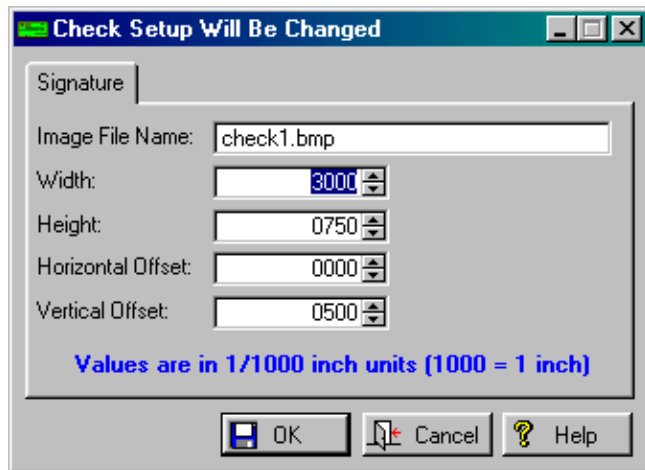 Check Setup Will Be Changed
Signature
Image File Name: check1.bmp
Width: 3000
Height: 0750
Horizontal Offset: 0000
Vertical Offset: 0500
Values are in 1/1000 inch units (1000 = 1 inch)
OK Cancel Help